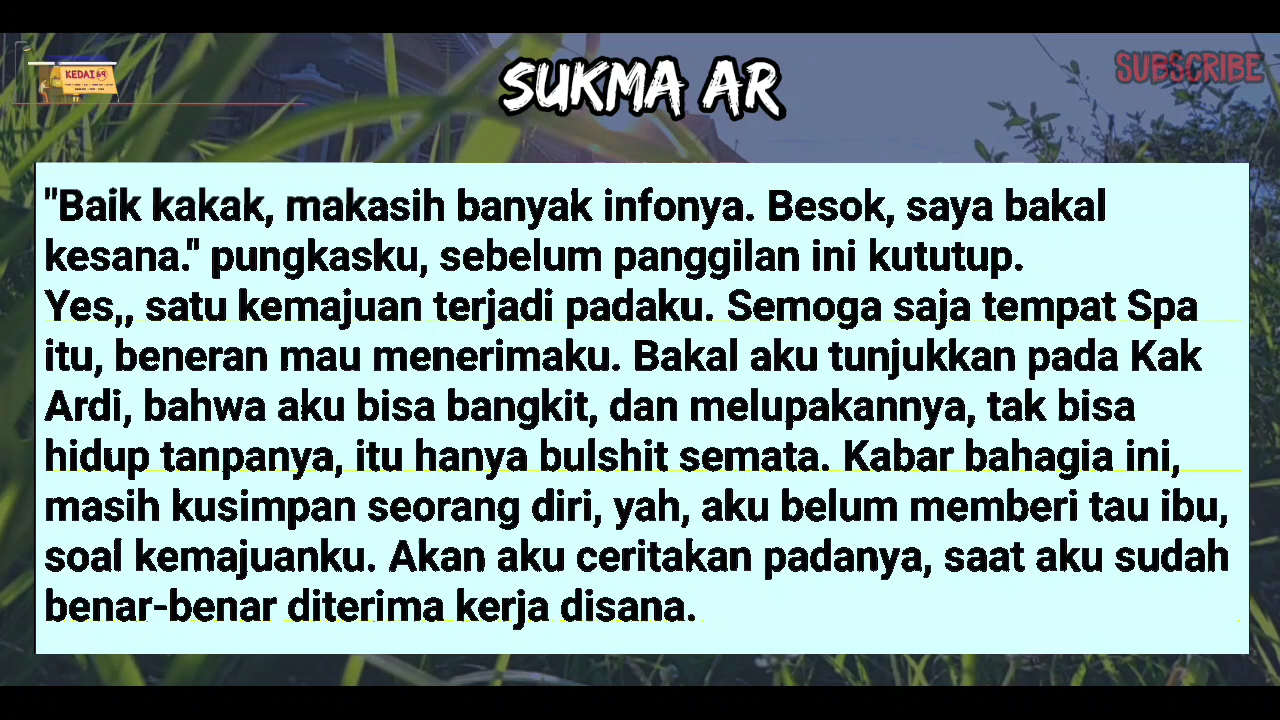 KEDAI 69
SUKMA AR
SUBSCRIBE
"Baik kakak, makasih banyak infonya. Besok, saya bakal
kesana." pungkasku, sebelum panggilan ini kututup.
Yes,, satu kemajuan terjadi padaku. Semoga saja tempat Spa
itu, beneran mau menerimaku. Bakal aku tunjukkan pada Kak
Ardi, bahwa aku bisa bangkit, dan melupakannya, tak bisa
hidup tanpanya, itu hanya bulshit semata. Kabar bahagia ini,
masih kusimpan seorang diri, yah, aku belum memberi tau ibu,
soal kemajuanku. Akan aku ceritakan padanya, saat aku sudah
benar-benar diterima kerja disana.